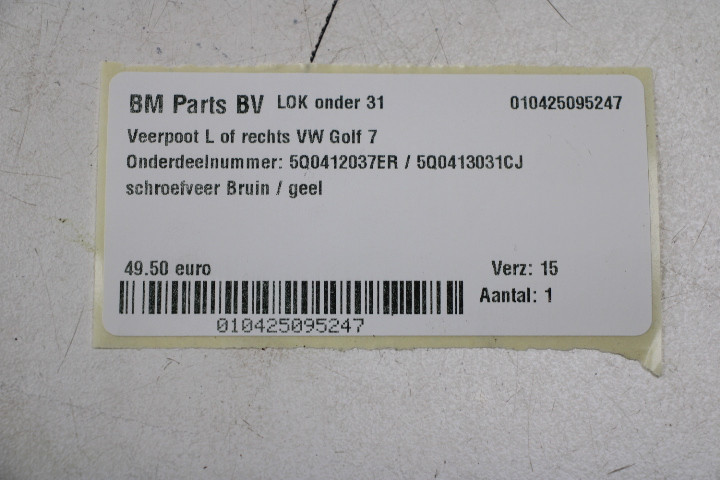 BM Parts BV LOK onder 31 010425095247
Veerpoot L of rechts VW Golf 7
Onderdeelnummer: 5Q0412037ER / 5Q0413031CJ
schroefveer Bruin / geel
49.50 euro Verz: 15
Aantal: 1
010425095247